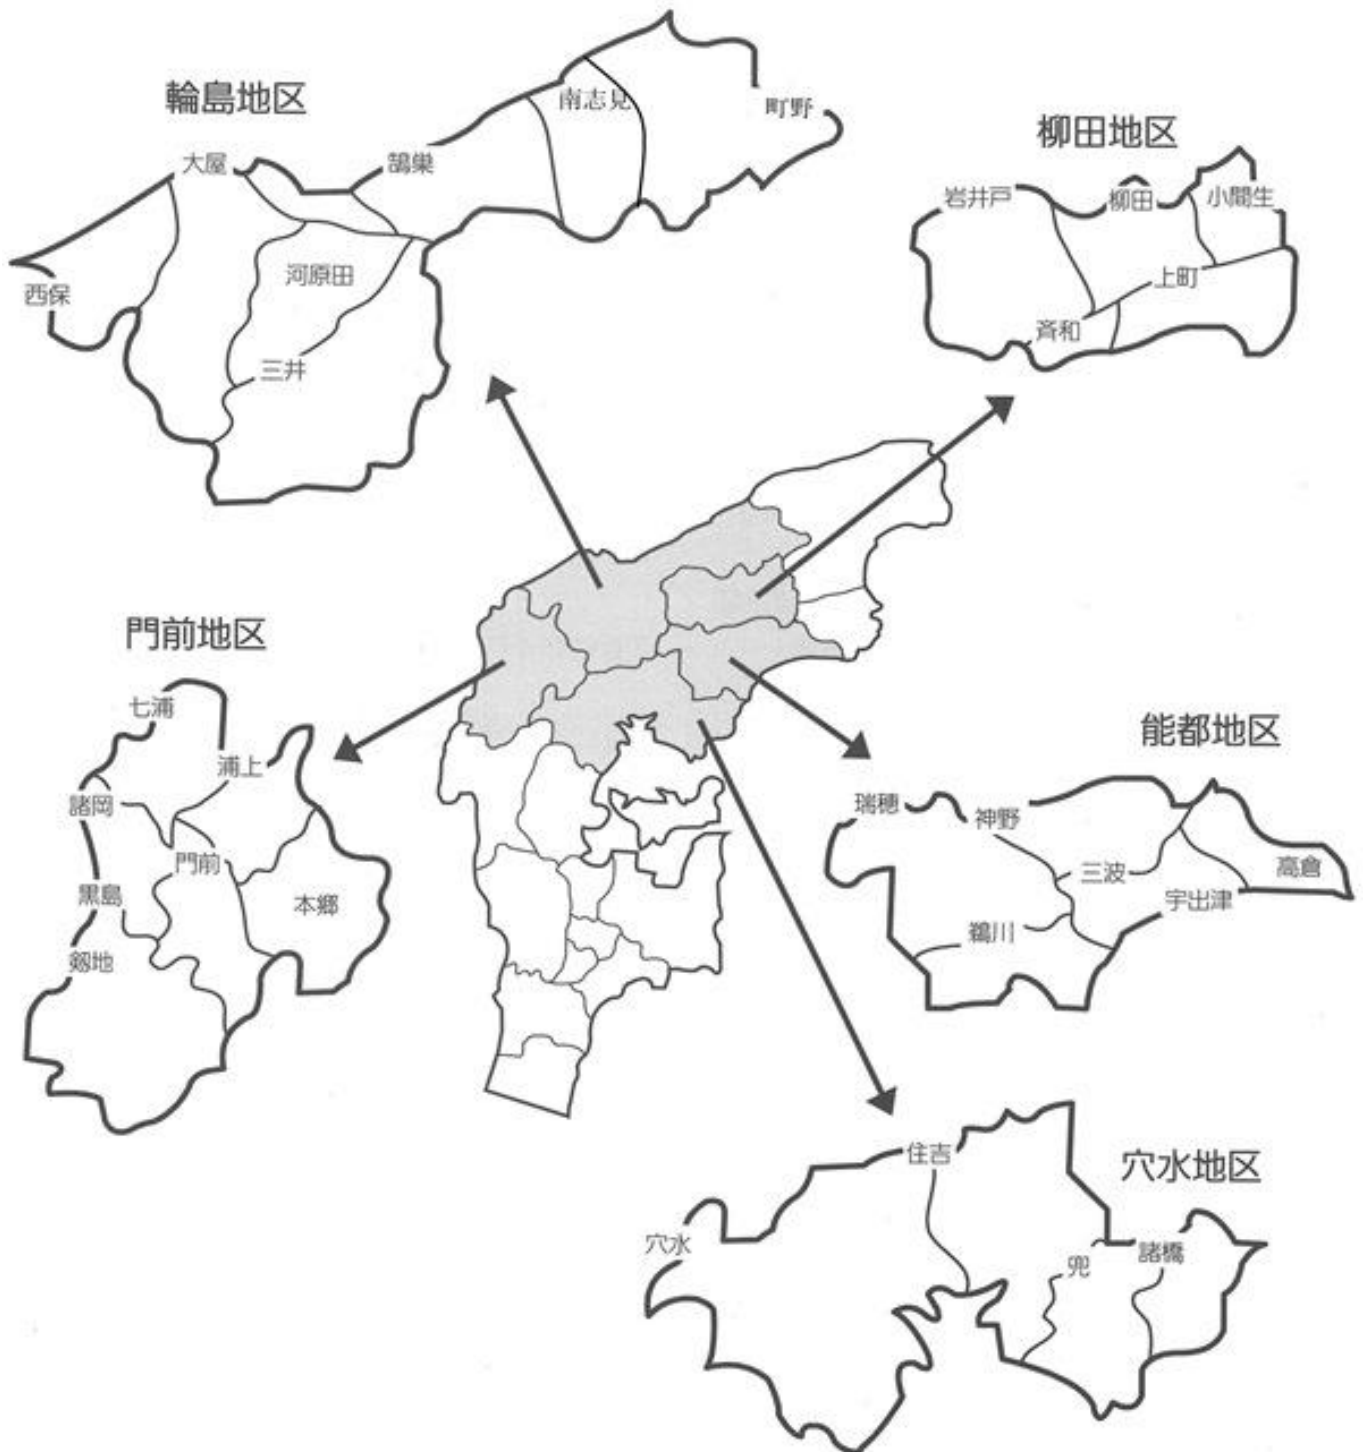 輪島地区
南志見
町野
大屋
鵠巣
西保
河原田
三井
柳田地区
岩井戸
柳田
小間生
上町
斉和
門前地区
七浦
浦上
諸岡
門前
黒島
本郷
剱地
能都地区
瑞穂
神野
三波
高倉
宇出津
鵜川
穴水地区
住吉
穴水
兜
諸橋